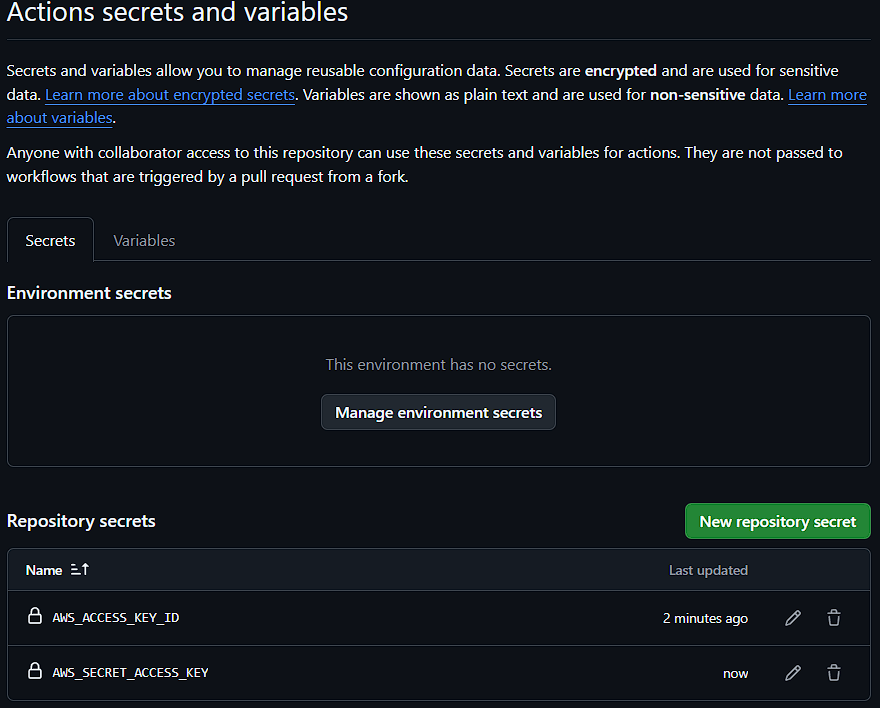 Actions secrets and variables
Secrets and variables allow you to manage reusable configuration data. Secrets are encrypted and are used for sensitive
data. Learn more about encrypted secrets. Variables are shown as plain text and are used for non-sensitive data. Learn more
about variables.
Anyone with collaborator access to this repository can use these secrets and variables for actions. They are not passed to
workflows that are triggered by a pull request from a fork.
Secrets Variables
Environment secrets
This environment has no secrets.
Manage environment secrets
Repository secrets New repository secret
Name Last updated
AWS_ACCESS_KEY_ID 2 minutes ago
AWS_SECRET_ACCESS_KEY now